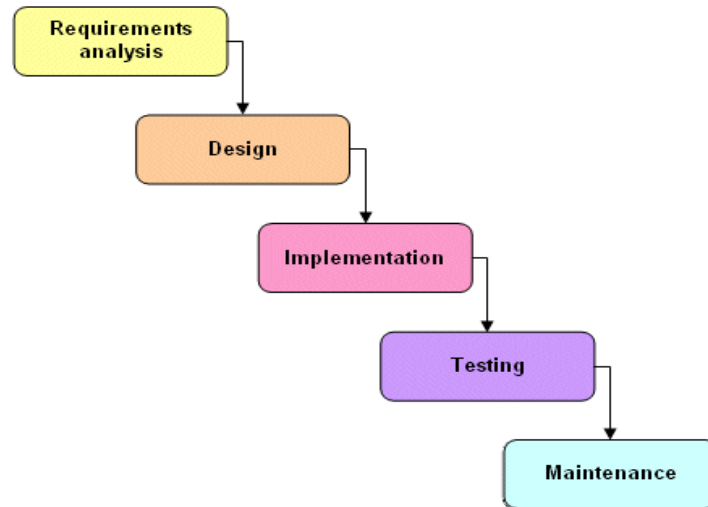 Requirements
analysis
Design
Implementation
Testing
Maintenance